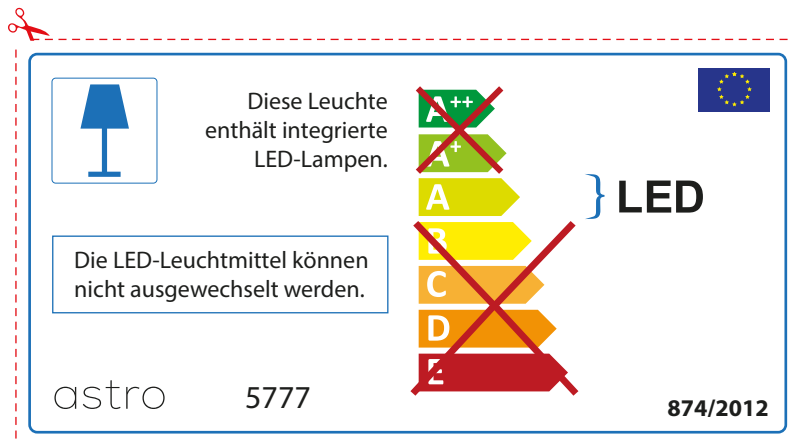 Diese Leuchte
enthält integrierte
LED-Lampen.
Die LED-Leuchtmittel können
nicht ausgewechselt werden.
astro
5777
A++
A+
A
B
C
D
E
LED
874/2012